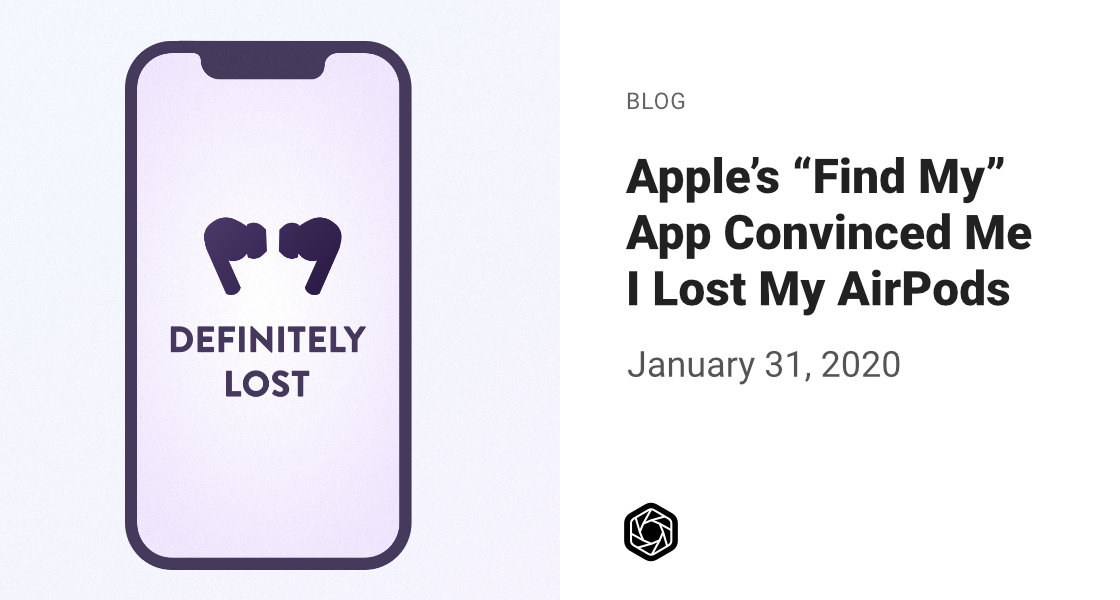 DEFINITELY
LOST
BLOG
Apple’s “Find My”
App Convinced Me
I Lost My AirPods
January 31, 2020